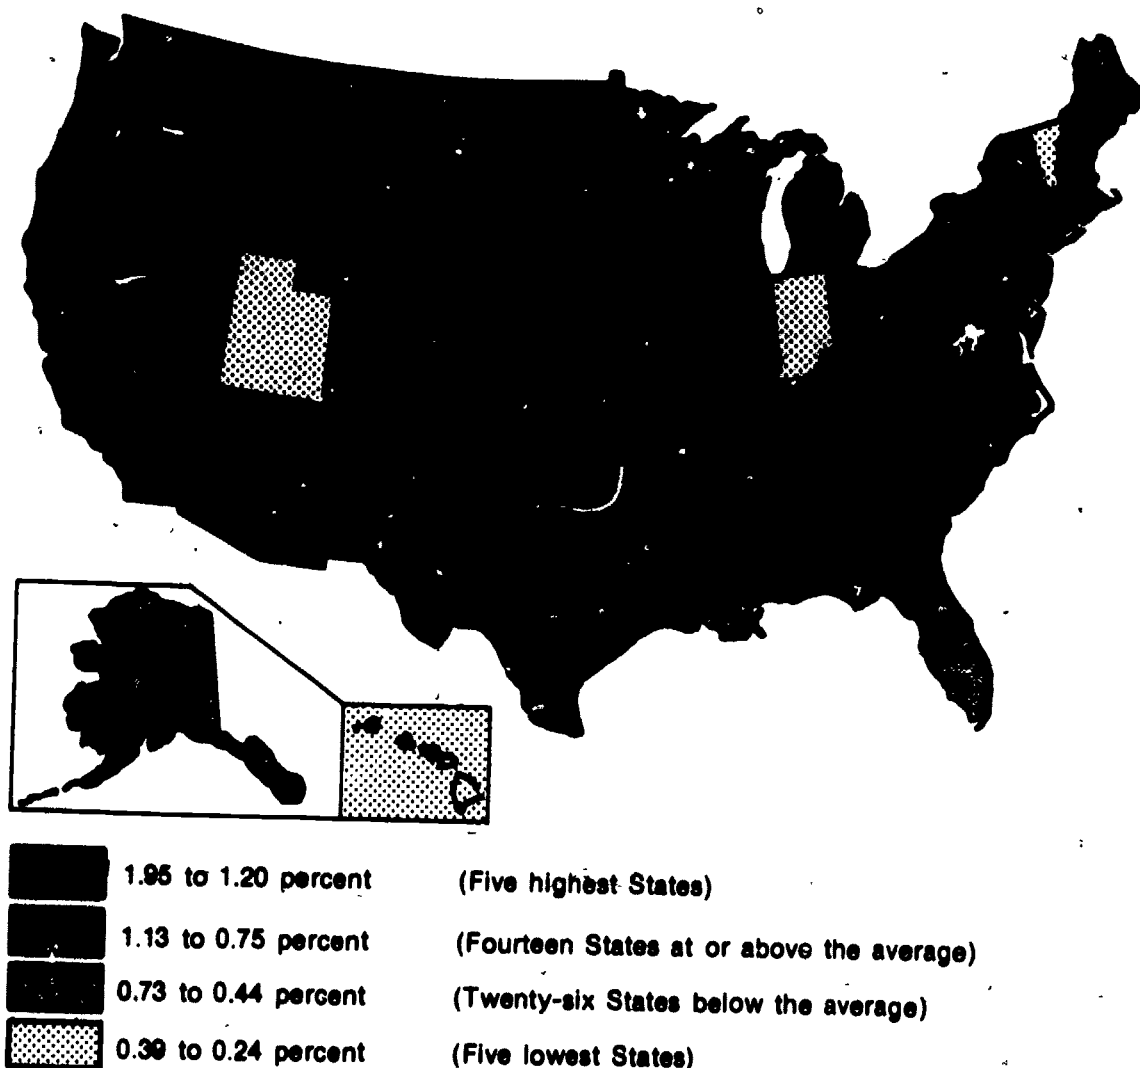 1.95 to 1.20 percent (Five highest States)
1.13 to 0.75 percent (Fourteen States at or above the average)
0.73 to 0.44 percent (Twenty-six States below the average)
0.39 to 0.24 percent (Five lowest States)